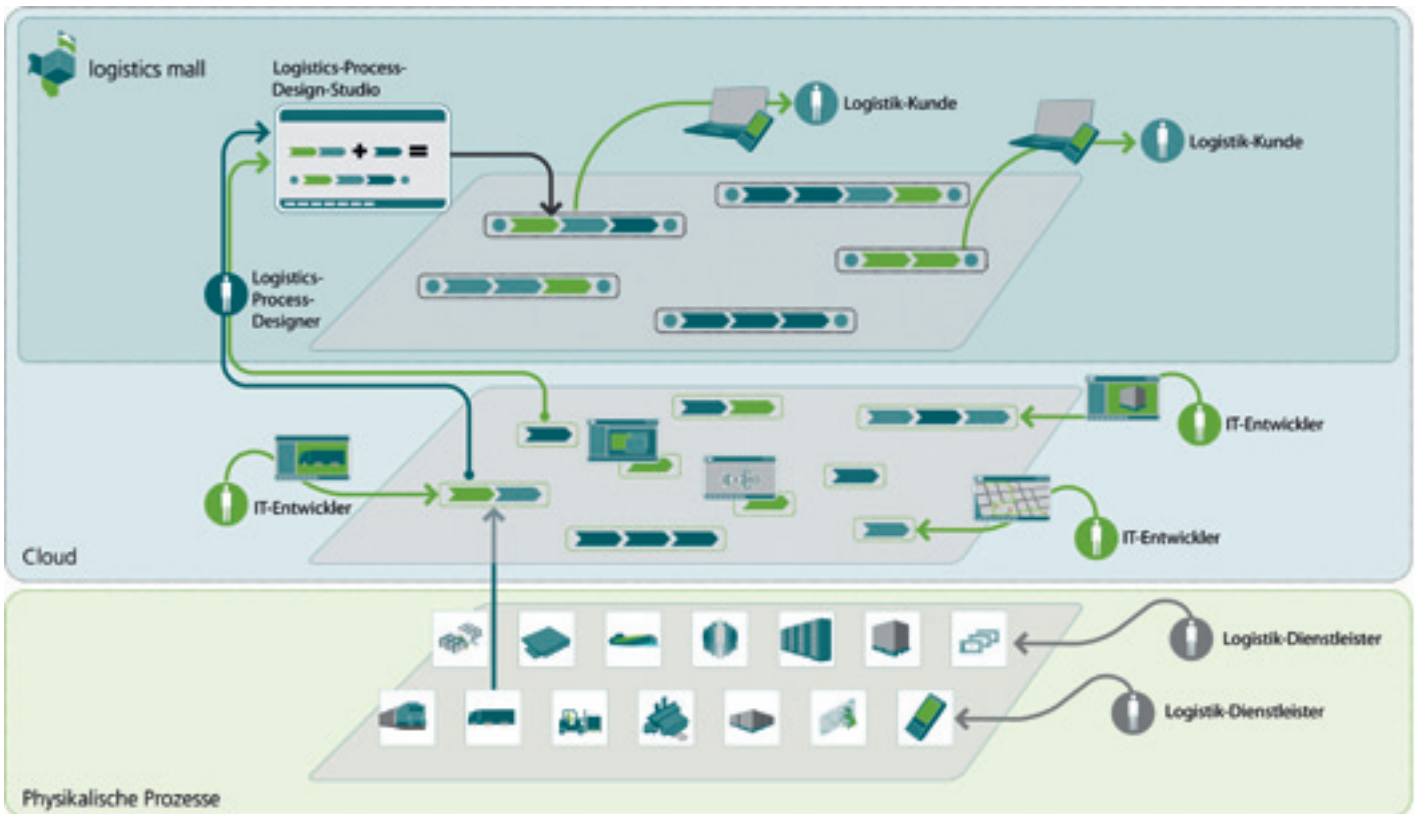 logistics mall
Logistics-Process-
Design-Studio
Logistik-Kunde
Logistik-Kunde
Logistics-
Process-
Designer
IT-Entwickler
IT-Entwickler
IT-Entwickler
Cloud
Logistik-Dienstleister
Logistik-Dienstleister
Physikalische Prozesse